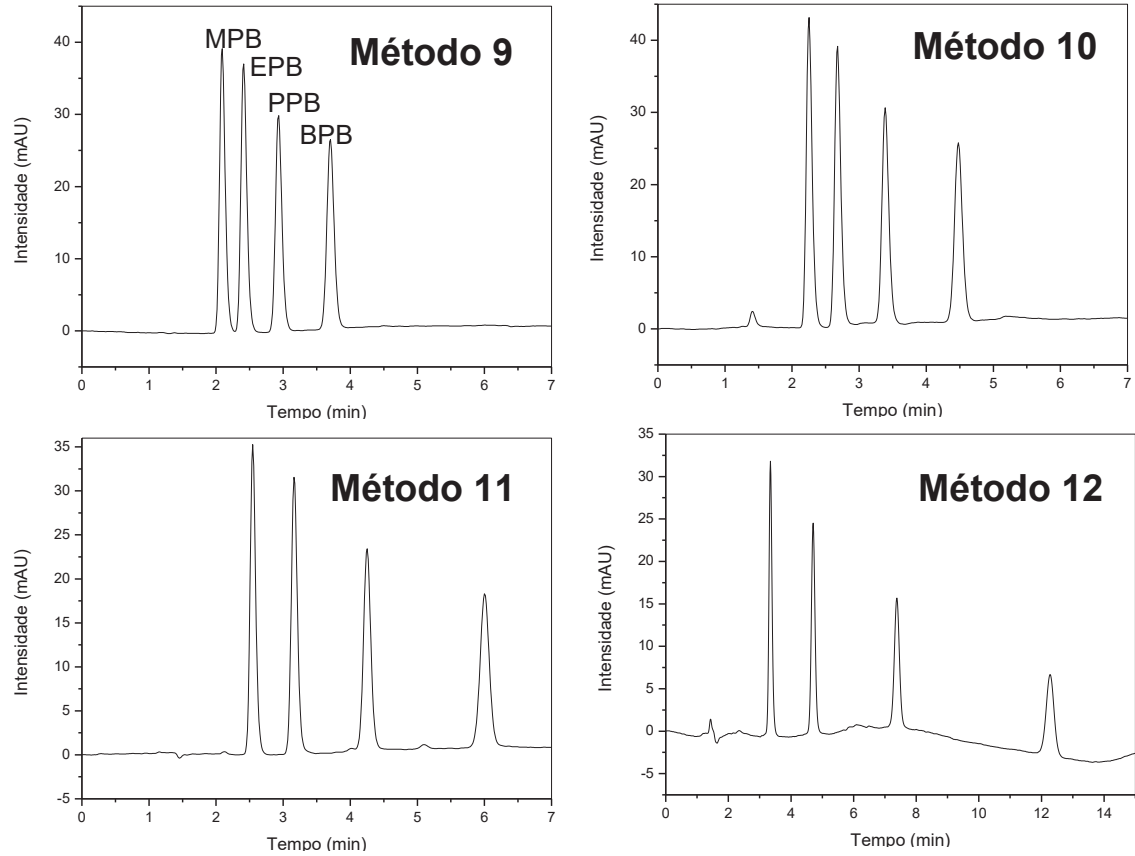 Método 9
MPB
EPB
PPB
BPB
40
30
20
10
0
Intensidade (mAU)
0 1 2 3 4 5 6 7
Tempo (min)
Método 10
40
30
20
10
0
Intensidade (mAU)
0 1 2 3 4 5 6 7
Tempo (min)
Método 11
35
30
25
20
15
10
5
0
-5
Intensidade (mAU)
0 1 2 3 4 5 6 7
Tempo (min)
Método 12
35
30
25
20
15
10
5
0
-5
Intensidade (mAU)
0 2 4 6 8 10 12 14
Tempo (min)